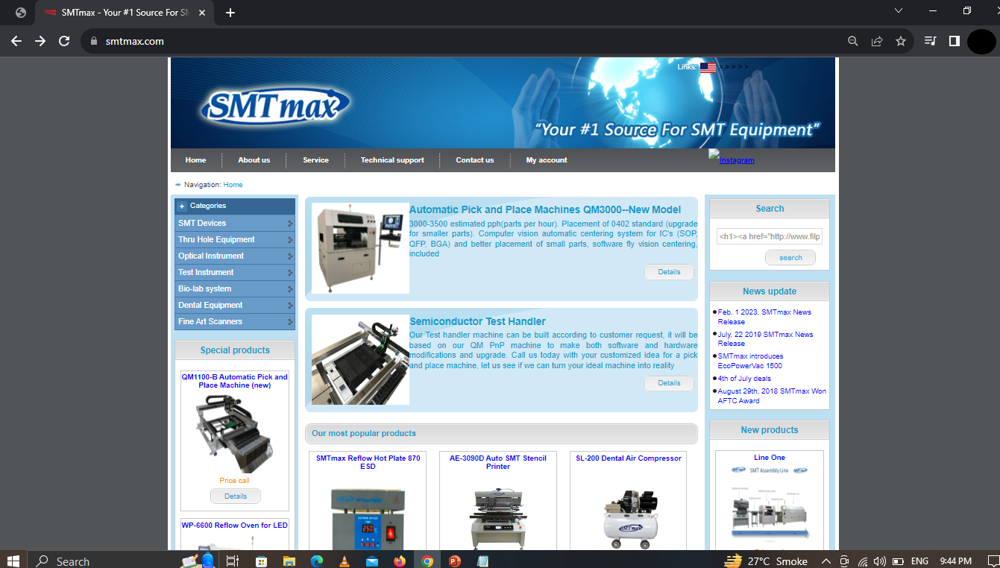 SMTmax - Your #1 Source For SM
smtmax.com
Links: > > > > >
SMTmax
"Your #1 Source For SMT Equipment"
Home
About us
Service
Technical support
Contact us
My account
Instagram
Navigation: Home
Categories
SMT Devices
Thru Hole Equipment
Optical Instrument
Test Instrument
Bio-lab system
Dental Equipment
Fine Art Scanners
Special products
QM1100-B Automatic Pick and
Place Machine (new)
Price call
Details
WP-6600 Reflow Oven for LED
Automatic Pick and Place Machines QM3000--New Model
3000-3500 estimated pph(parts per hour). Placement of 0402 standard (upgrade
for smaller parts). Computer vision automatic centering system for IC's (SOP,
QFP, BGA) and better placement of small parts, software fly vision centering,
included
Details
Semiconductor Test Handler
Our Test handler machine can be built according to customer request, it will be
based on our QM PnP machine to make both software and hardware
modifications and upgrade. Call us today with your customized idea for a pick
and place machine, let us see if we can turn your ideal machine into reality
Details
Our most popular products
SMTmax Reflow Hot Plate 870
ESD
AE-3090D Auto SMT Stencil
Printer
SL-200 Dental Air Compressor
SMTmax
Search
<h1><a href="http://www.filp
search
News update
Feb. 1 2023, SMTmax News
Release
July, 22 2019 SMTmax News
Release
SMTmax introduces
EcoPowerVac 1500
4th of July deals
August 29th, 2018 SMTmax Won
AFTC Award
New products
Line One
SMT Assembly Line
Search
27°C Smoke
ENG
9:44 PM